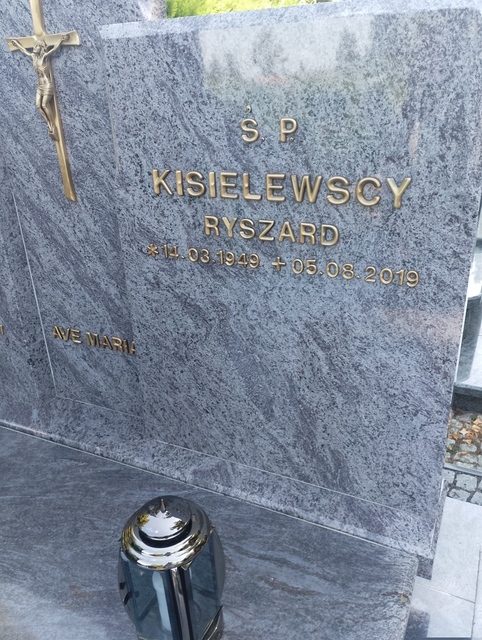 Ś. P.
KISIELEWSCY
RYSZARD
*14.03.1949 +05.08.2019
AVE MARIA